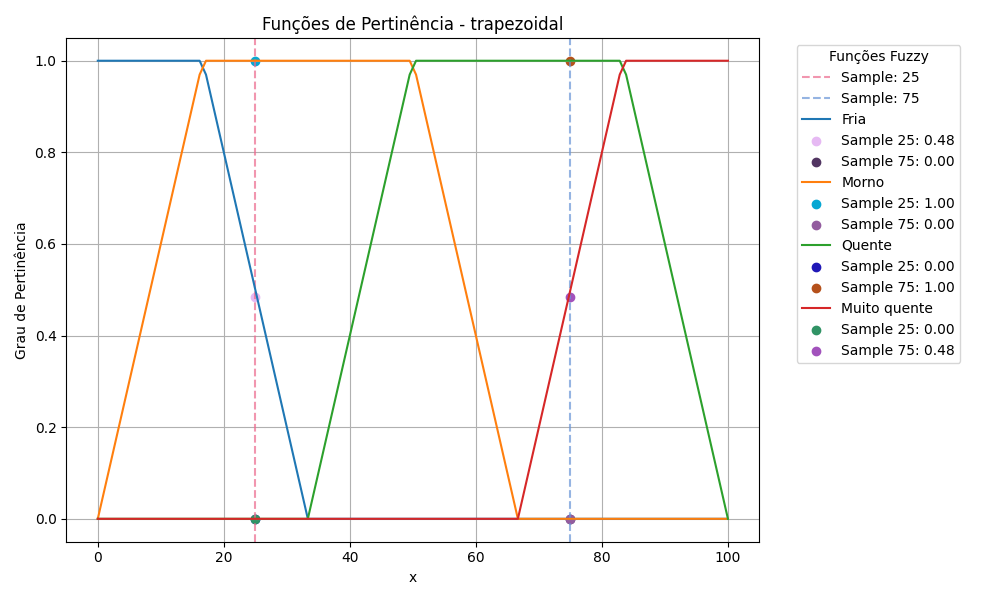 Funções de Pertinência - trapezoidal
Grau de Pertinência
1.0
0.8
0.6
0.4
0.2
0.0
0
20
40
60
80
100
x
Funções Fuzzy
Sample: 25
Sample: 75
Fria
Sample 25: 0.48
Sample 75: 0.00
Morno
Sample 25: 1.00
Sample 75: 0.00
Quente
Sample 25: 0.00
Sample 75: 1.00
Muito quente
Sample 25: 0.00
Sample 75: 0.48